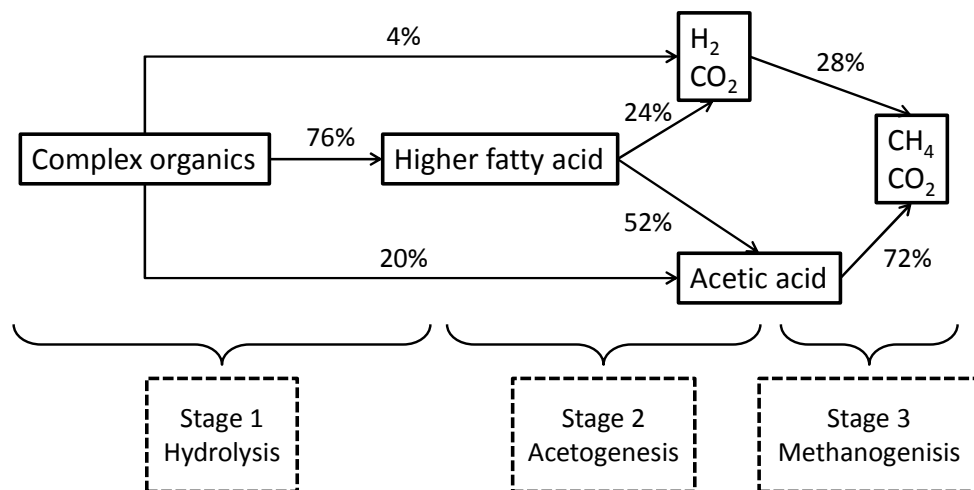 4%
H₂
CO₂
28%
76%
24%
Complex organics
Higher fatty acid
CH₄
CO₂
52%
20%
72%
Acetic acid
Stage 1
Hydrolysis
Stage 2
Acetogenesis
Stage 3
Methanogenisis